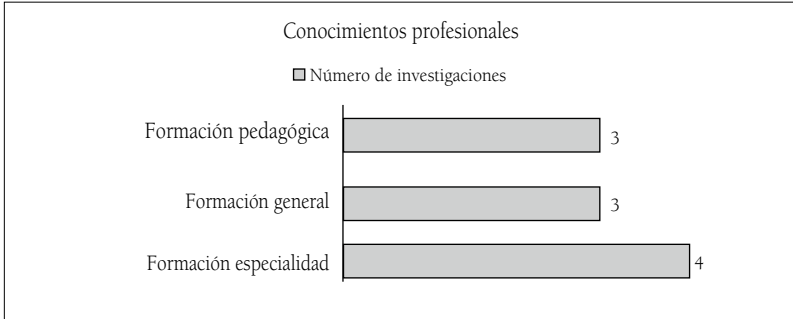 Conocimientos profesionales
Número de investigaciones
Formación pedagógica
3
Formación general
3
Formación especialidad
4